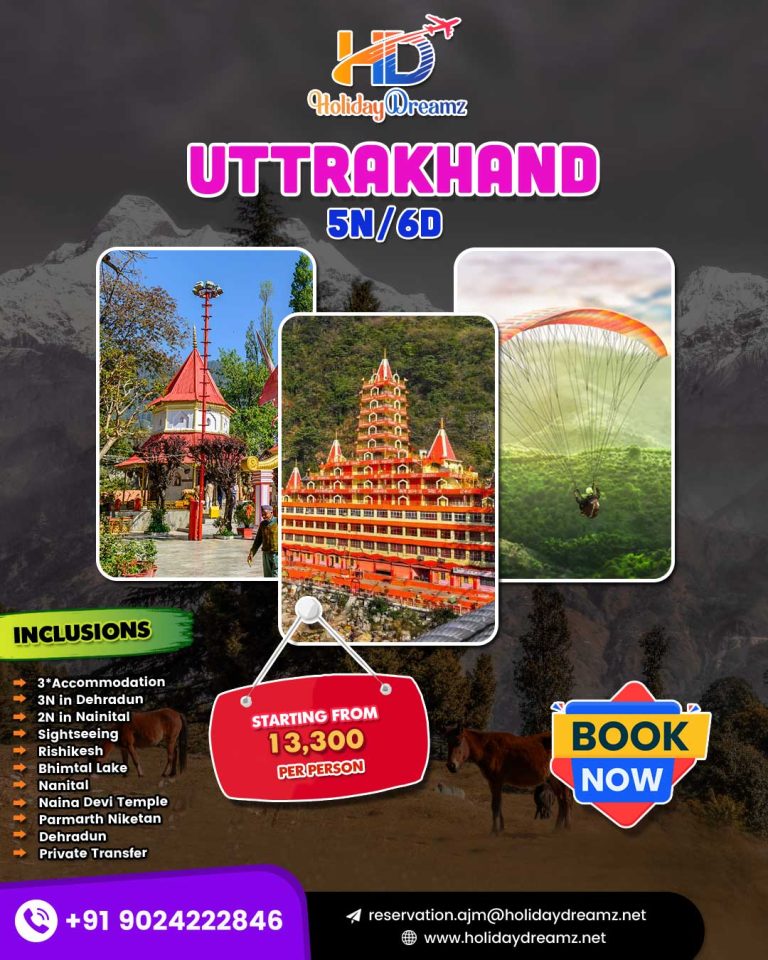 HD
Holiday Dreamz
UTTRAKHAND
5N/6D
INCLUSIONS
3*Accommodation
3N in Dehradun
2N in Nainital
Sightseeing
Rishikesh
Bhimtal Lake
Nanital
Naina Devi Temple
Parmarth Niketan
Dehradun
Private Transfer
STARTING FROM
13,300
PER PERSON
BOOK
NOW
+91 9024222846
reservation.ajm@holidaydreamz.net
www.holidaydreamz.net